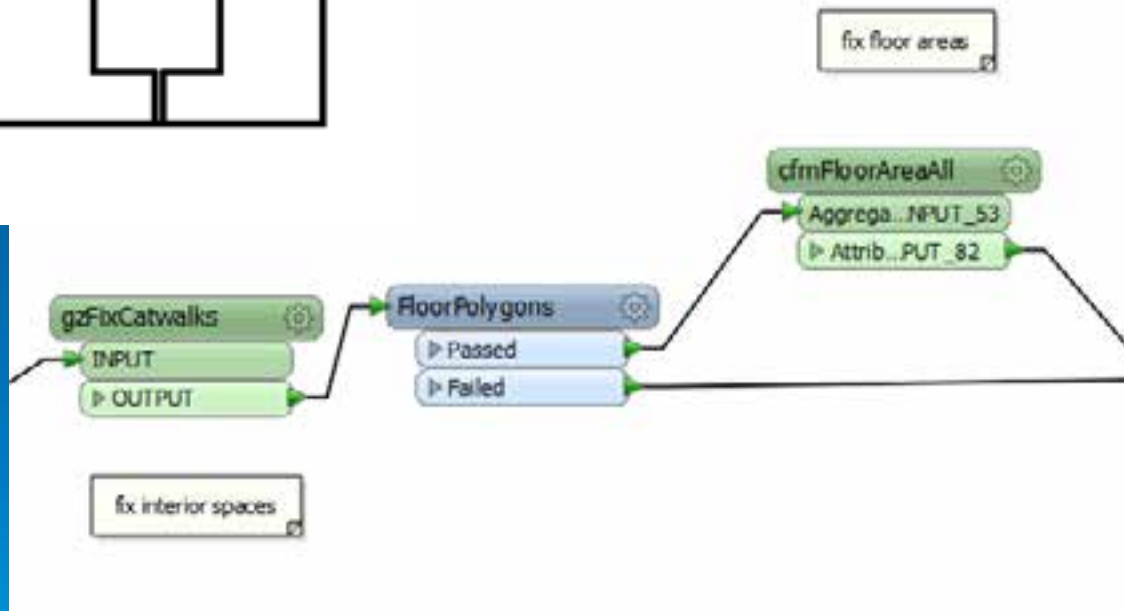 fix floor areas
cfmFloorAreaAll
Aggrega...NPUT_53
Attrib...PUT_82
gzFixCatwalks
INPUT
OUTPUT
FloorPolygons
Passed
Failed
fix interior spaces